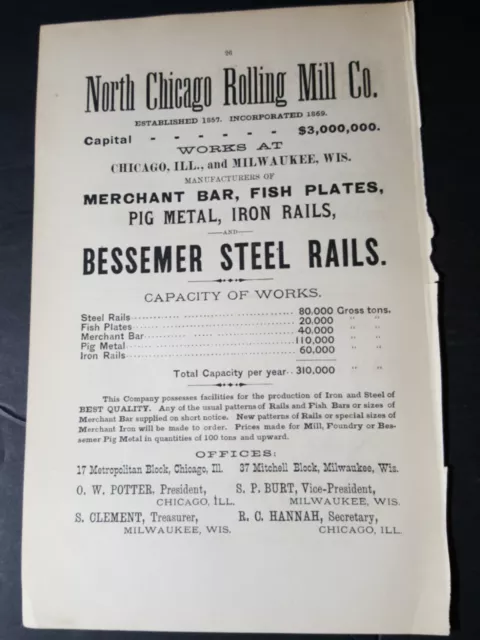 98
North Chicago Rolling Mill Co.
ESTABLISHED 1857. INCORPORATED 1869.
Capital - - - - - - $3,000,000.
WORKS AT
CHICAGO, ILL., and MILWAUKEE, WIS.
MANUFACTURERS OF
MERCHANT BAR, FISH PLATES,
PIG METAL, IRON RAILS,
AND
BESSEMER STEEL RAILS.
CAPACITY OF WORKS.
Steel Rails 80,000 Gross tons.
Fish Plates 20,000 " "
Merchant Bar 40,000 " "
Pig Metal 110,000 " "
Iron Rails 60,000 " "
Total Capacity per year.. 310,000 " "
This Company possesses facilities for the production of Iron and Steel of
BEST QUALITY. Any of the usual patterns of Rails and Fish Bars or sizes of
Merchant Bar supplied on short notice. New patterns of Rails or special sizes of
Merchant Iron will be made to order. Prices made for Mill, Foundry or Bes-
semer Pig Metal in quantities of 100 tons and upward.
OFFICES:
17 Metropolitan Block, Chicago, Ill. 37 Mitchell Block, Milwaukee, Wis.
O. W. POTTER, President, S. P. BURT, Vice-President,
CHICAGO, ILL. MILWAUKEE, WIS.
S. CLEMENT, Treasurer, R. C. HANNAH, Secretary,
MILWAUKEE, WIS. CHICAGO, ILL.